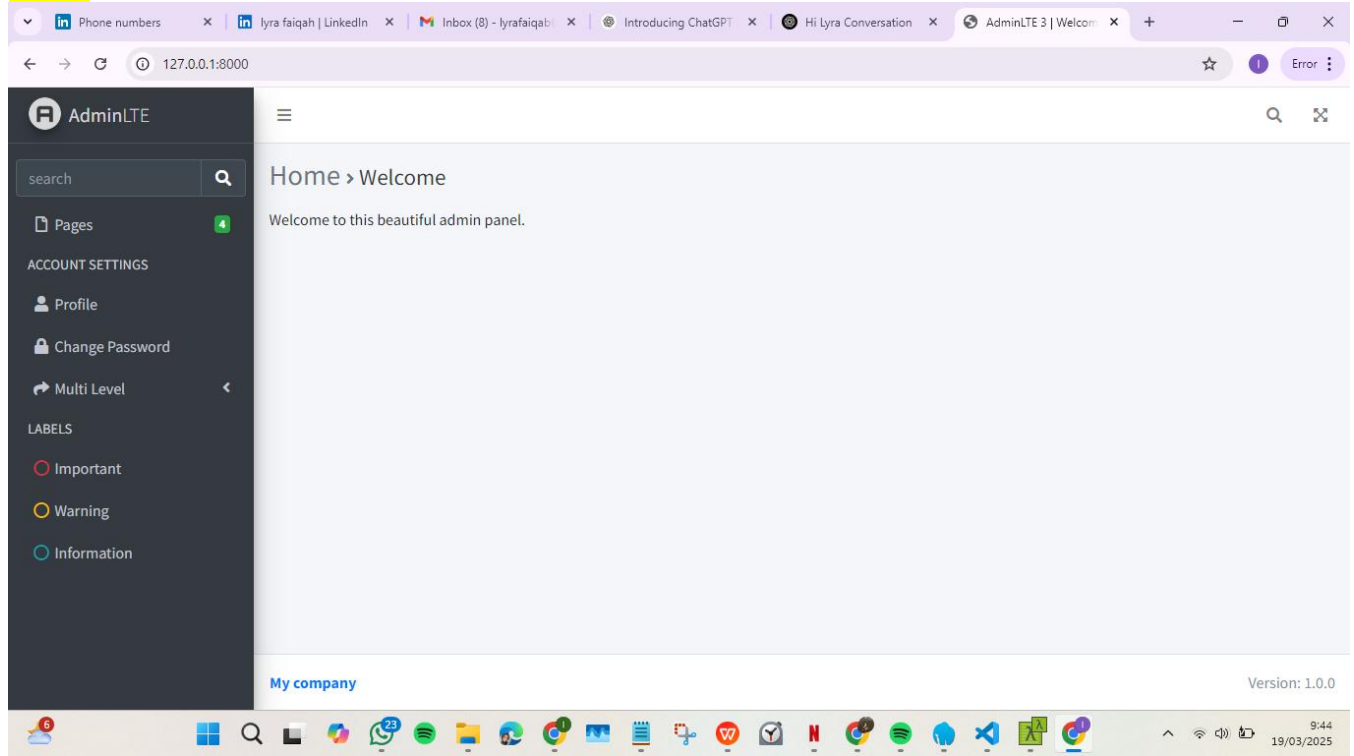 Phone numbers
lyra faiqah | LinkedIn
Inbox (8) - lyrafaiqab
Introducing ChatGPT
Hi Lyra Conversation
AdminLTE 3 | Welcom
127.0.0.1:8000
I
Error
AdminLTE
search
Pages
4
ACCOUNT SETTINGS
Profile
Change Password
Multi Level
LABELS
Important
Warning
Information
Home › Welcome
Welcome to this beautiful admin panel.
My company
Version: 1.0.0
6
23
9:44
19/03/2025